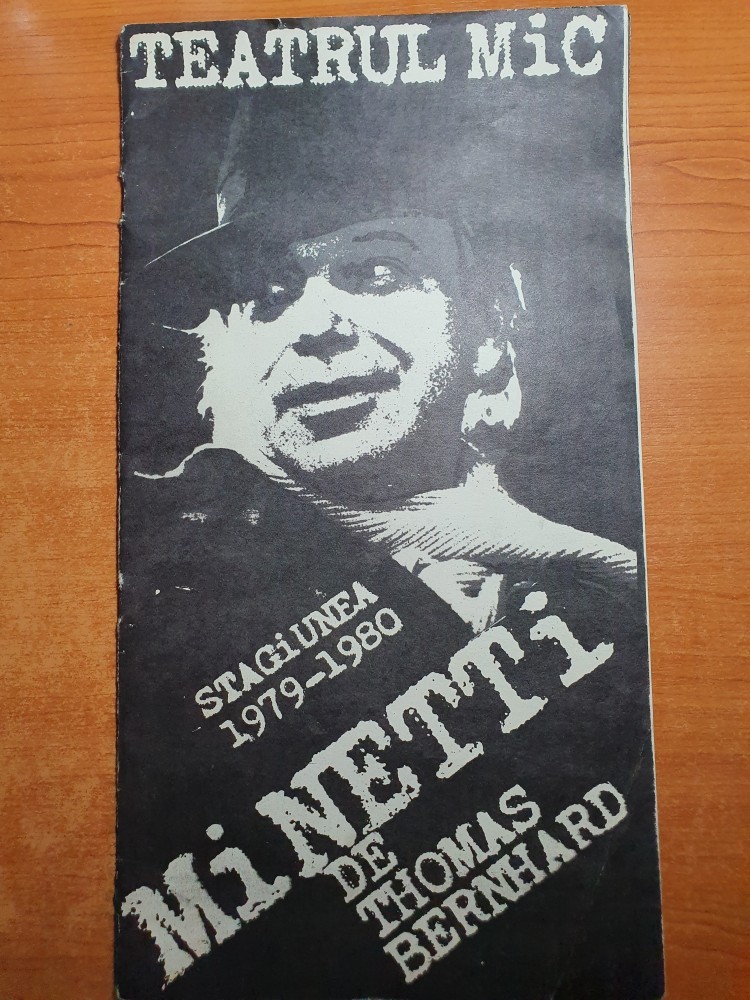 TEATRUL MiC
STAGiUNEA
1979-1980
MiNETTi
DE
THOMAS
BERNHARD